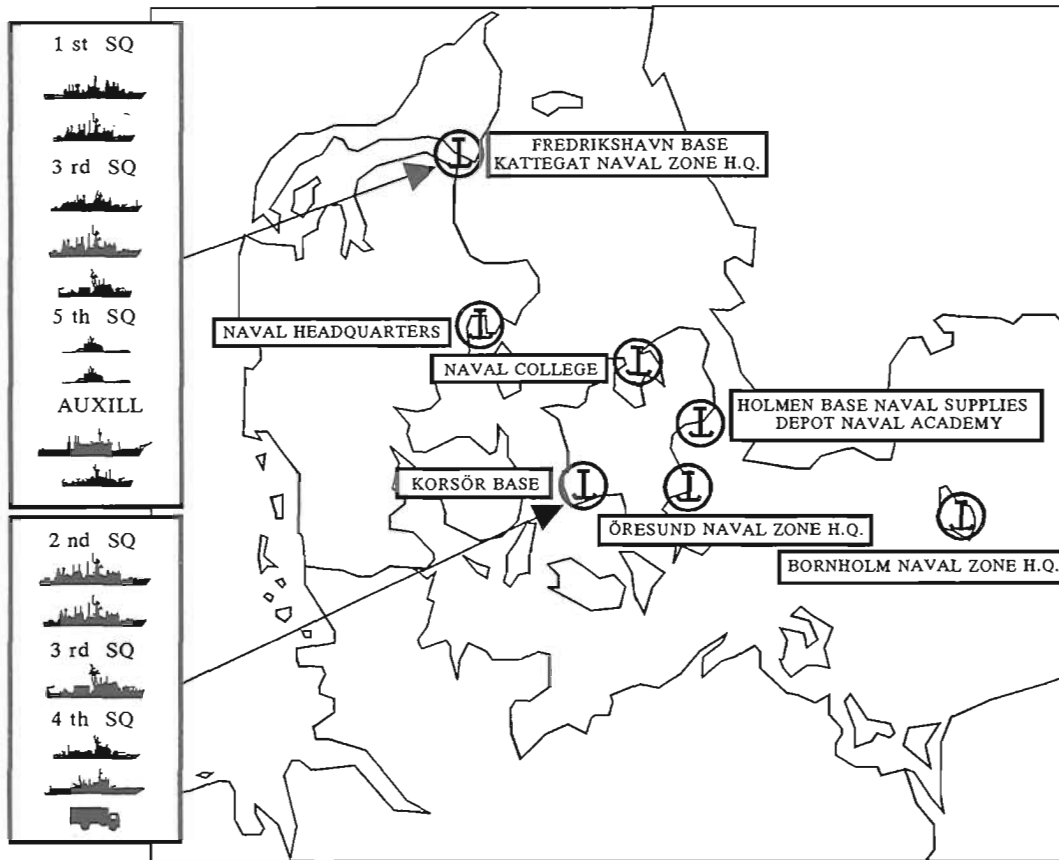 1 st SQ
3 rd SQ
5 th SQ
AUXILL
2 nd SQ
3 rd SQ
4 th SQ
FREDRIKSHAVN BASE
KATTEGAT NAVAL ZONE H.Q.
NAVAL HEADQUARTERS
NAVAL COLLEGE
HOLMEN BASE NAVAL SUPPLIES
DEPOT NAVAL ACADEMY
KORSÖR BASE
ÖRESUND NAVAL ZONE H.Q.
BORNHOLM NAVAL ZONE H.Q.